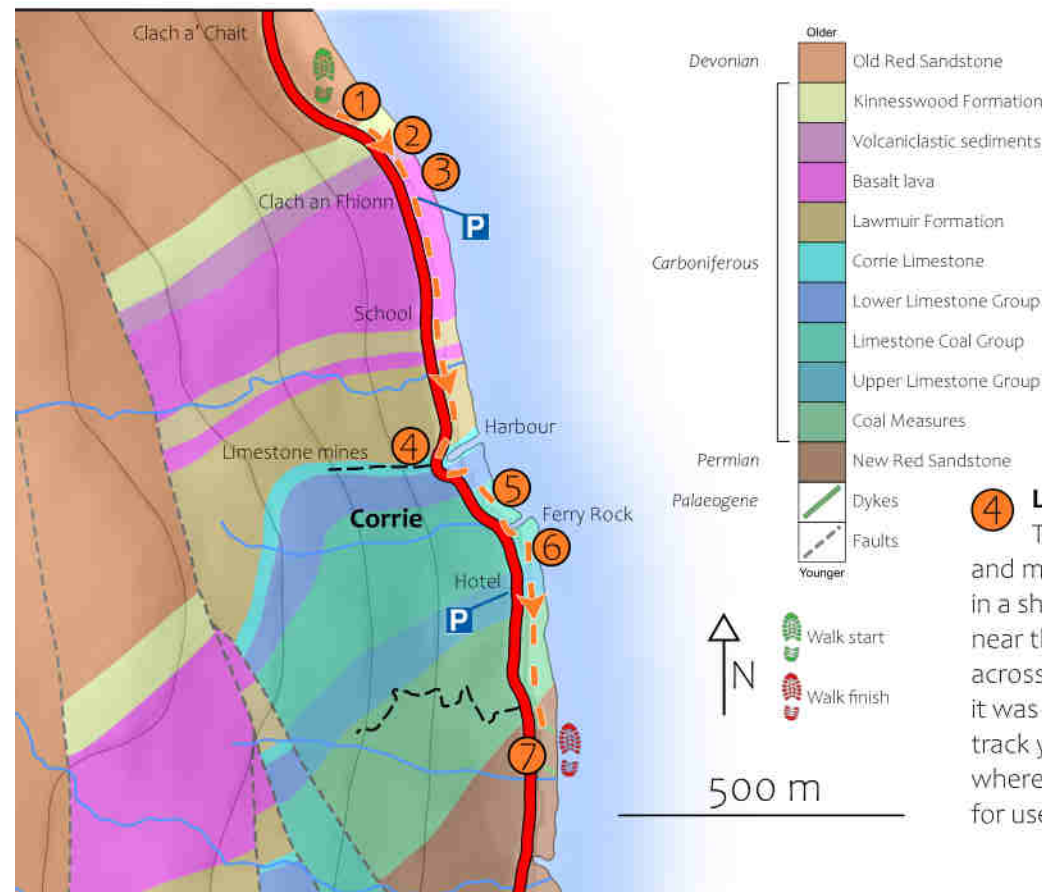 Clach a' Chait
1
2
3
Clach an Fhionn
P
School
Harbour
4
Limestone mines
5
Corrie
Ferry Rock
6
Hotel
P
7
Older
Devonian
Old Red Sandstone
Carboniferous
Kinnesswood Formation
Volcaniclastic sediments
Basalt lava
Lawmuir Formation
Corrie Limestone
Lower Limestone Group
Limestone Coal Group
Upper Limestone Group
Coal Measures
Permian
New Red Sandstone
Palaeogene
Dykes
Faults
Younger
N
Walk start
Walk finish
500 m
4
and m
in a sh
near th
across
it was
track y
where
for use